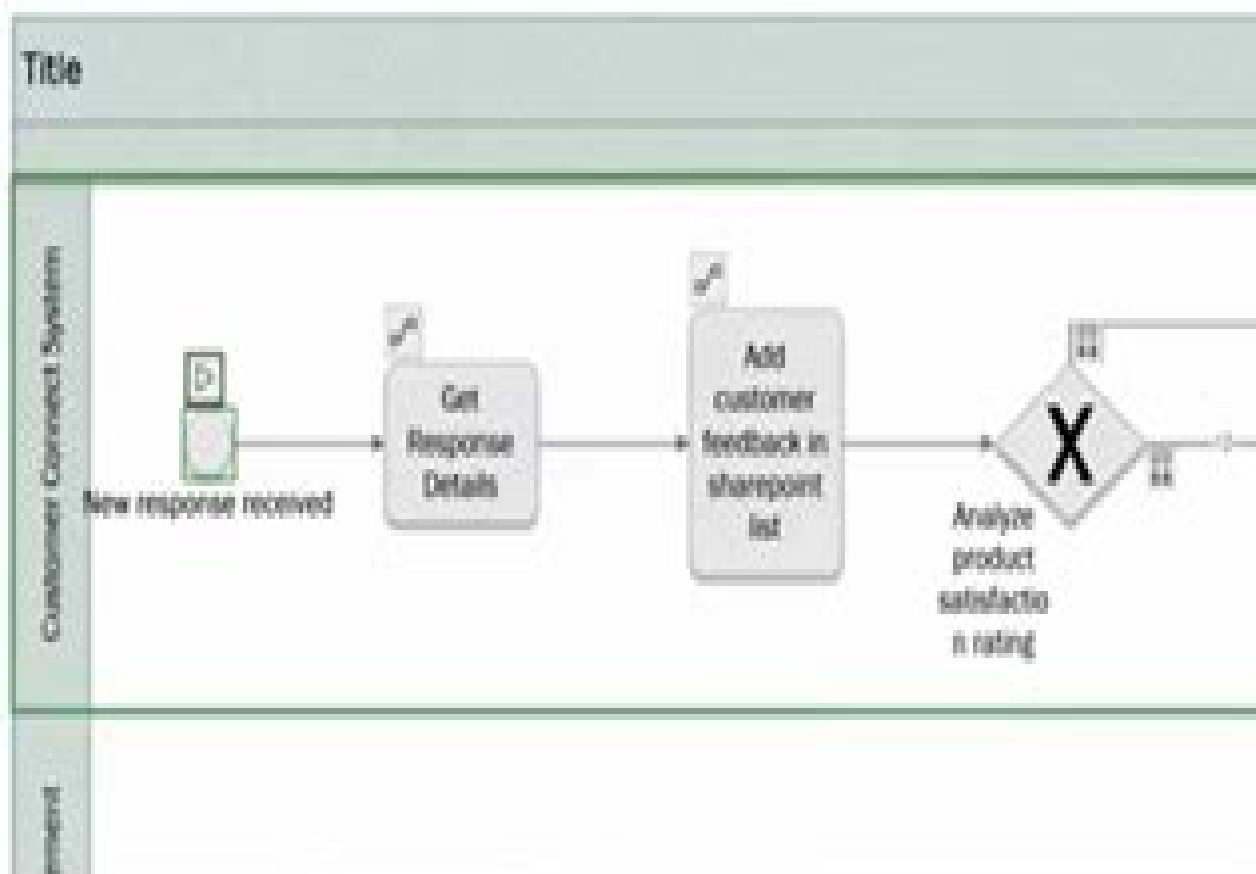 Title
Customer Connect System
New response received
Get
Response
Details
Add
customer
feedback in
sharepoint
list
X
Analyze
product
satisfactio
n rating
ement